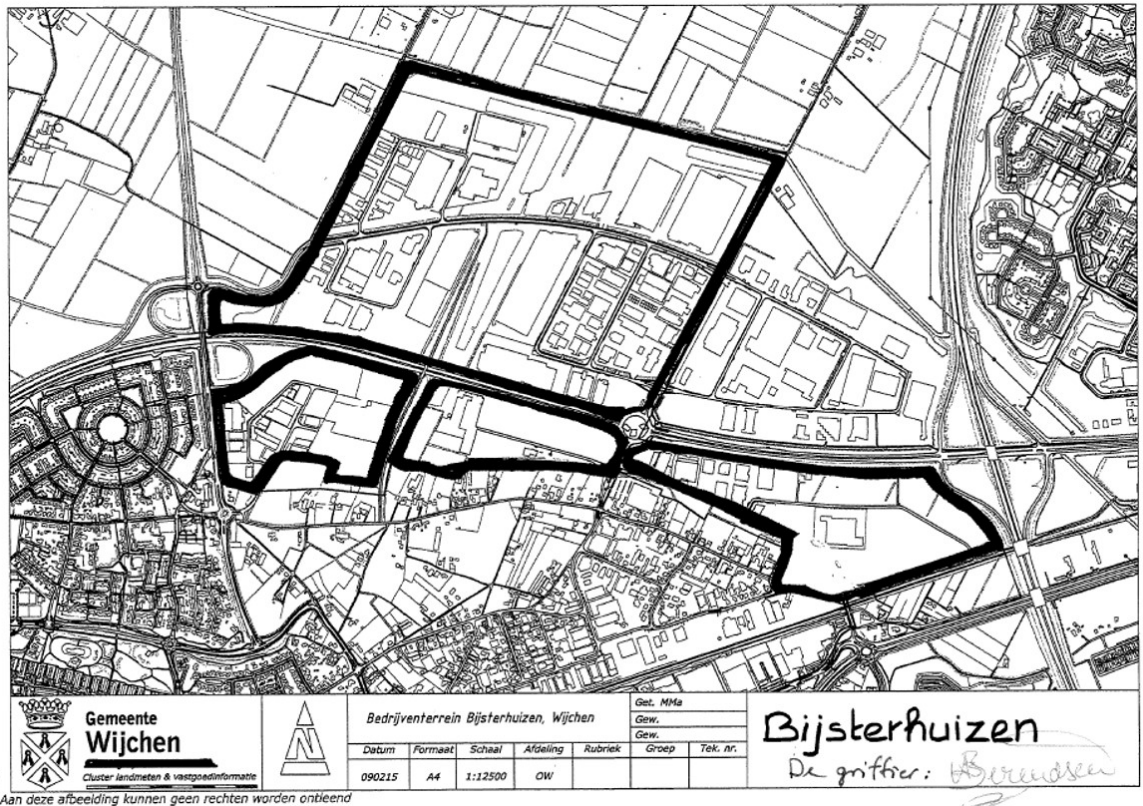 Gemeente
Wijchen
Cluster landmeten & vastgoedinformatie
N
Bedrijventerrein Bijsterhuizen, Wijchen
Datum Formaat Schaal Afdeling Rubriek Groep Tek. nr.
090215 A4 1:12500 OW
Get. MMa
Gew.
Gew.
Bijsterhuizen
De griffier: Berendsen
Aan deze afbeelding kunnen geen rechten worden ontleend